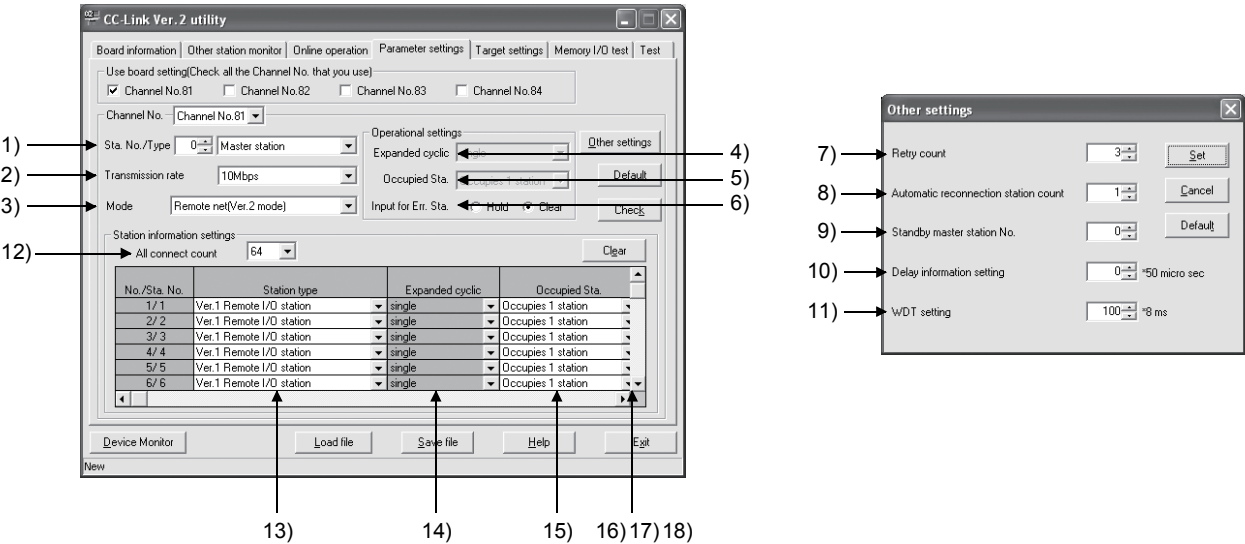 CC-Link Ver.2 utility
Board information Other station monitor Online operation Parameter settings Target settings Memory I/O test Test
Use board setting(Check all the Channel No. that you use)
Channel No.81 Channel No.82 Channel No.83 Channel No.84
Channel No. Channel No.81
1) Sta. No./Type 0 Master station
2) Transmission rate 10Mbps
3) Mode Remote net(Ver.2 mode)
Operational settings
Expanded cyclic single 4)
Occupied Sta. Occupies 1 station 5)
Input for Err. Sta. Hold Clear 6)
Other settings
Default
Check
Station information settings
12) All connect count 64 Clear
No./Sta. No. Station type Expanded cyclic Occupied Sta.
1/ 1 Ver.1 Remote I/O station single Occupies 1 station
2/ 2 Ver.1 Remote I/O station single Occupies 1 station
3/ 3 Ver.1 Remote I/O station single Occupies 1 station
4/ 4 Ver.1 Remote I/O station single Occupies 1 station
5/ 5 Ver.1 Remote I/O station single Occupies 1 station
6/ 6 Ver.1 Remote I/O station single Occupies 1 station
Device Monitor Load file Save file Help Exit
New
13) 14) 15) 16) 17) 18)
Other settings
7) Retry count 3 Set
8) Automatic reconnection station count 1 Cancel
9) Standby master station No. 0 Default
10) Delay information setting 0 *50 micro sec
11) WDT setting 100 *8 ms